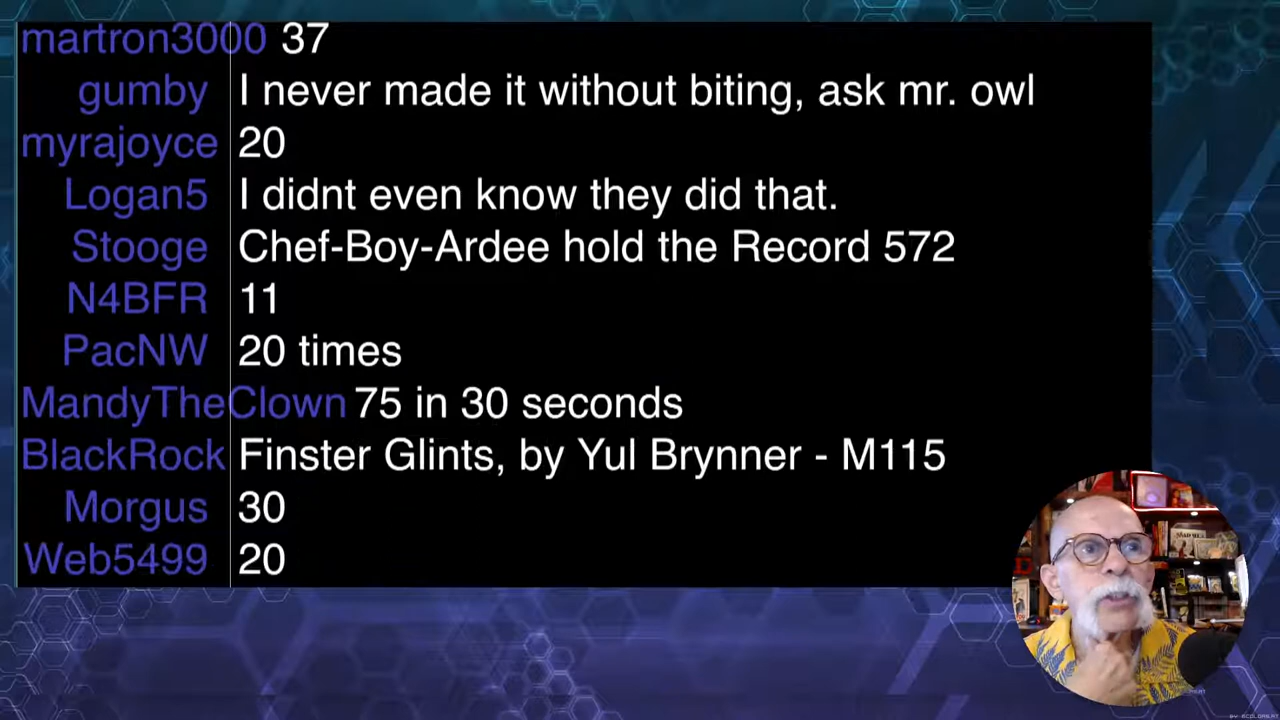 martron3000 37
gumby I never made it without biting, ask mr. owl
myrajoyce 20
Logan5 I didnt even know they did that.
Stooge Chef-Boy-Ardee hold the Record 572
N4BFR 11
PacNW 20 times
MandyTheClown 75 in 30 seconds
BlackRock Finster Glints, by Yul Brynner - M115
Morgus 30
Web5499 20